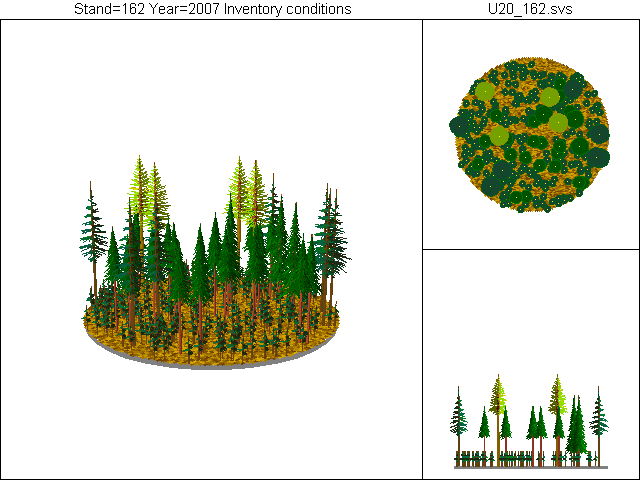 Stand=162 Year=2007 Inventory conditions
U20_162.svs